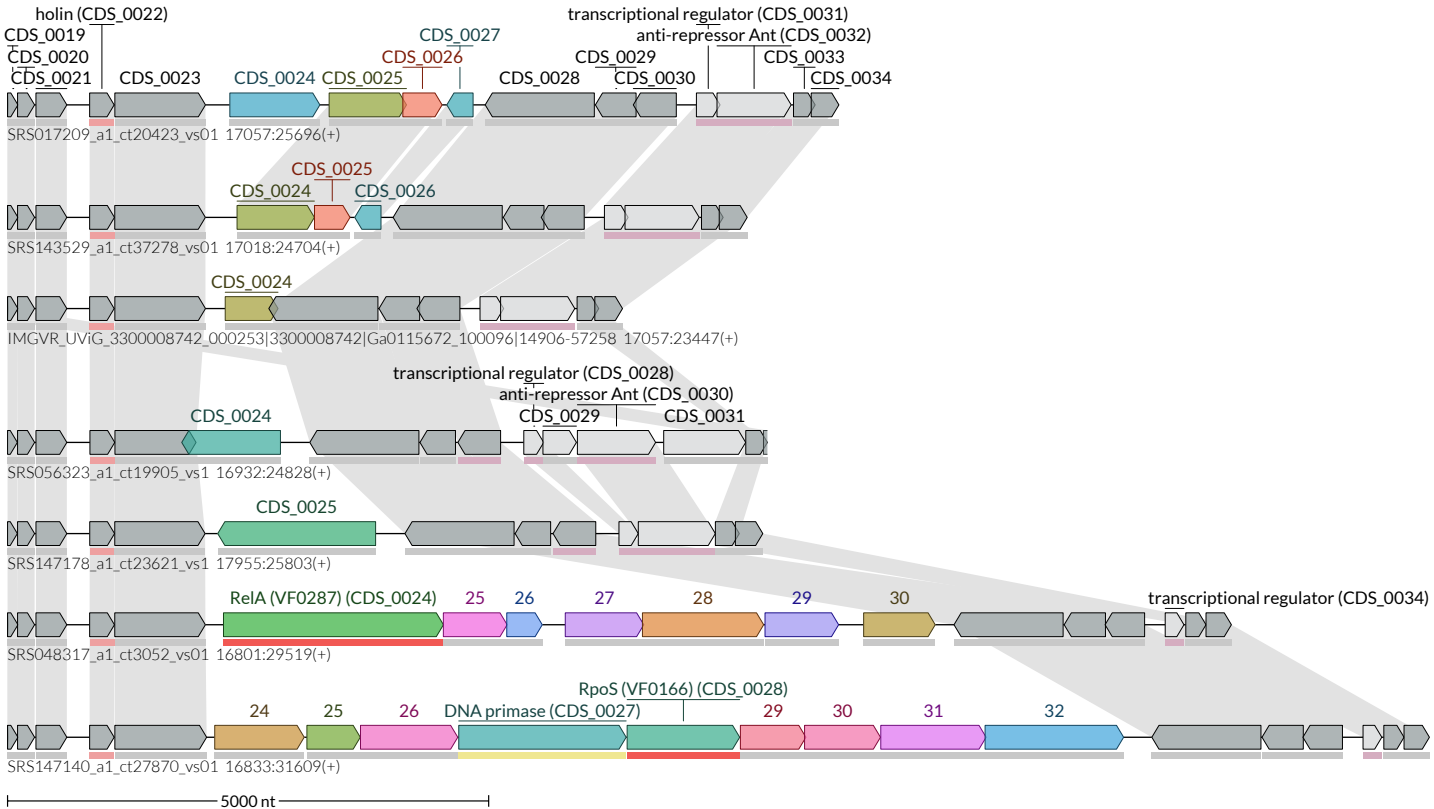 holin (CDS_0022)
transcriptional regulator (CDS_0031)
CDS_0019
CDS_0027
anti-repressor Ant (CDS_0032)
CDS_0020
CDS_0026
CDS_0029
CDS_0033
CDS_0021
CDS_0023
CDS_0024
CDS_0025
CDS_0028
CDS_0030
CDS_0034
SRS017209_a1_ct20423_vs01 17057:25696(+)
CDS_0025
CDS_0024
CDS_0026
SRS143529_a1_ct37278_vs01 17018:24704(+)
CDS_0024
IMGVR_UViG_3300008742_000253|3300008742|Ga0115672_100096|14906-57258 17057:23447(+)
transcriptional regulator (CDS_0028)
anti-repressor Ant (CDS_0030)
CDS_0024
CDS_0029
CDS_0031
SRS056323_a1_ct19905_vs1 16932:24828(+)
CDS_0025
SRS147178_a1_ct23621_vs1 17955:25803(+)
RelA (VF0287) (CDS_0024)
25
26
27
28
29
30
transcriptional regulator (CDS_0034)
SRS048317_a1_ct3052_vs01 16801:29519(+)
RpoS (VF0166) (CDS_0028)
24
25
26
DNA primase (CDS_0027)
29
30
31
32
SRS147140_a1_ct27870_vs01 16833:31609(+)
5000 nt